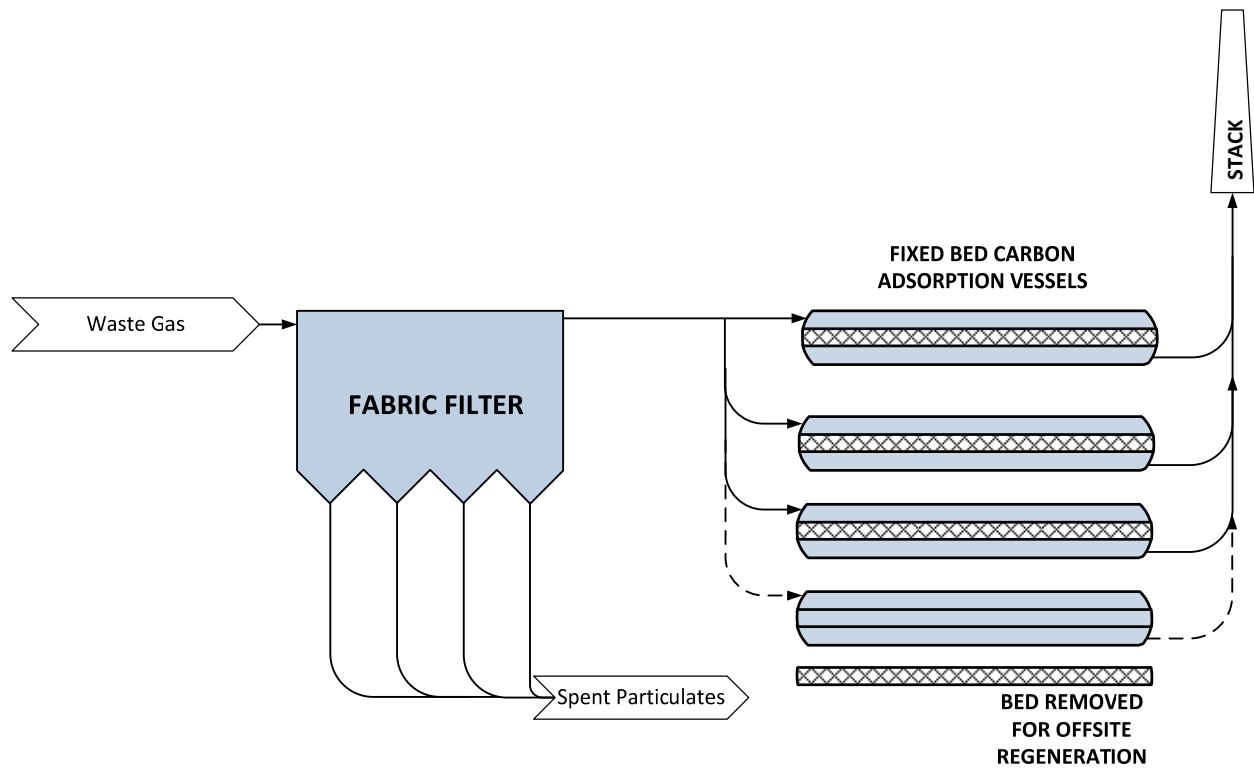 STACK
FIXED BED CARBON
ADSORPTION VESSELS
Waste Gas
FABRIC FILTER
Spent Particulates
BED REMOVED
FOR OFFSITE
REGENERATION